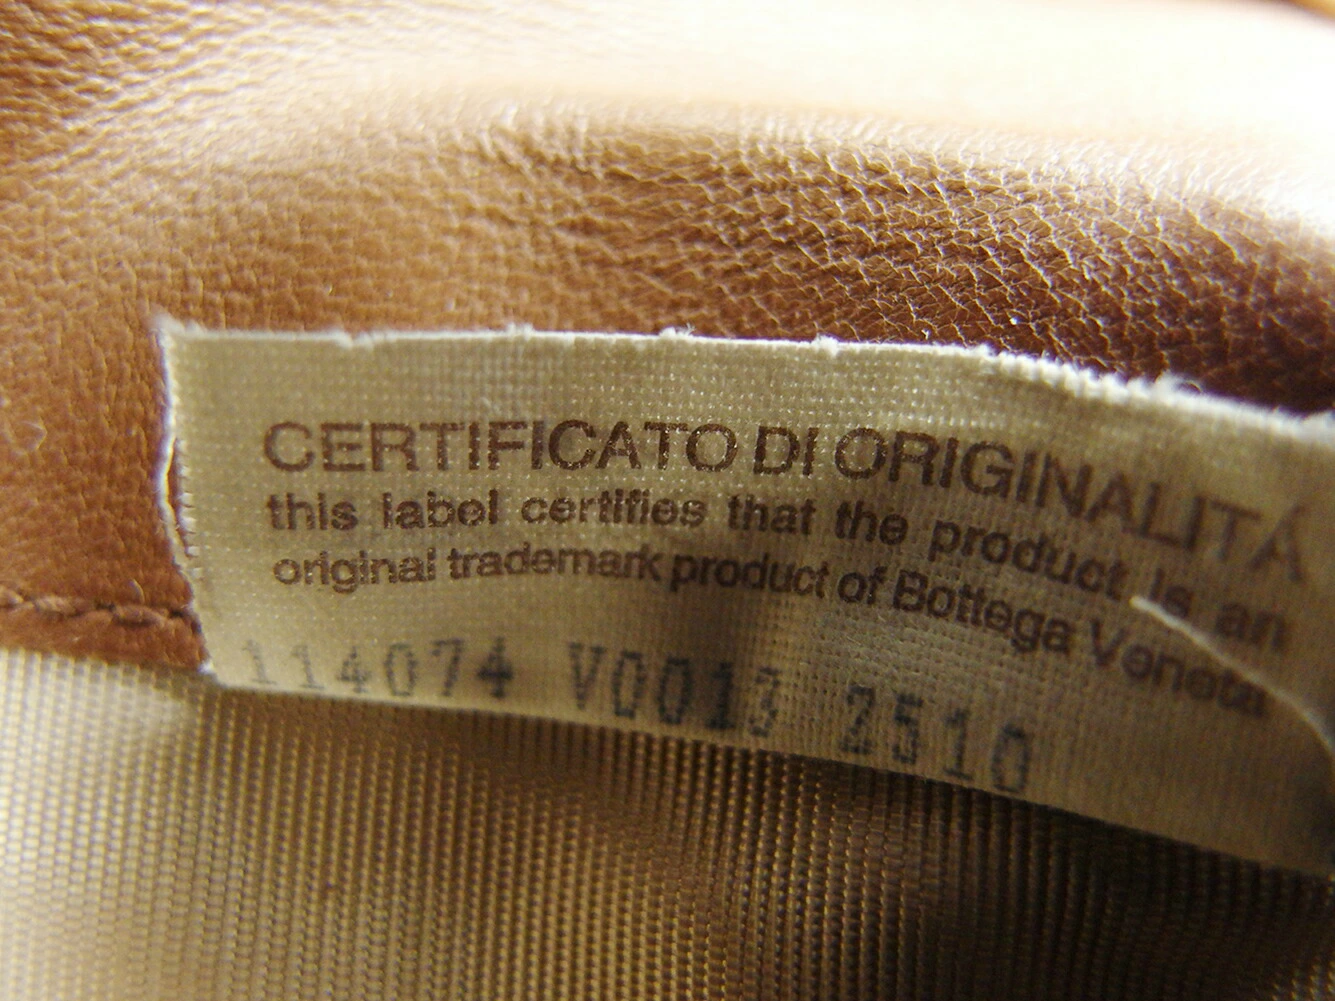 CERTIFICATO DI ORIGINALITÁ
this label certifies that the product is an
original trademark product of Bottega Veneta
114074 V0013 2510